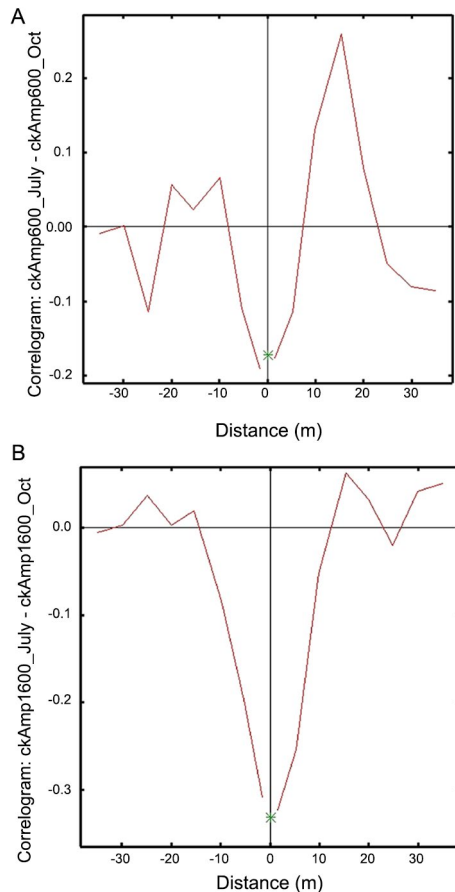 A
Correlogram: ckAmp600_July - ckAmp600_Oct
0.2
0.1
0.00
-0.1
-0.2
-30 -20 -10 0 10 20 30
Distance (m)
B
Correlogram: ckAmp1600_July - ckAmp1600_Oct
0.0
-0.1
-0.2
-0.3
-30 -20 -10 0 10 20 30
Distance (m)